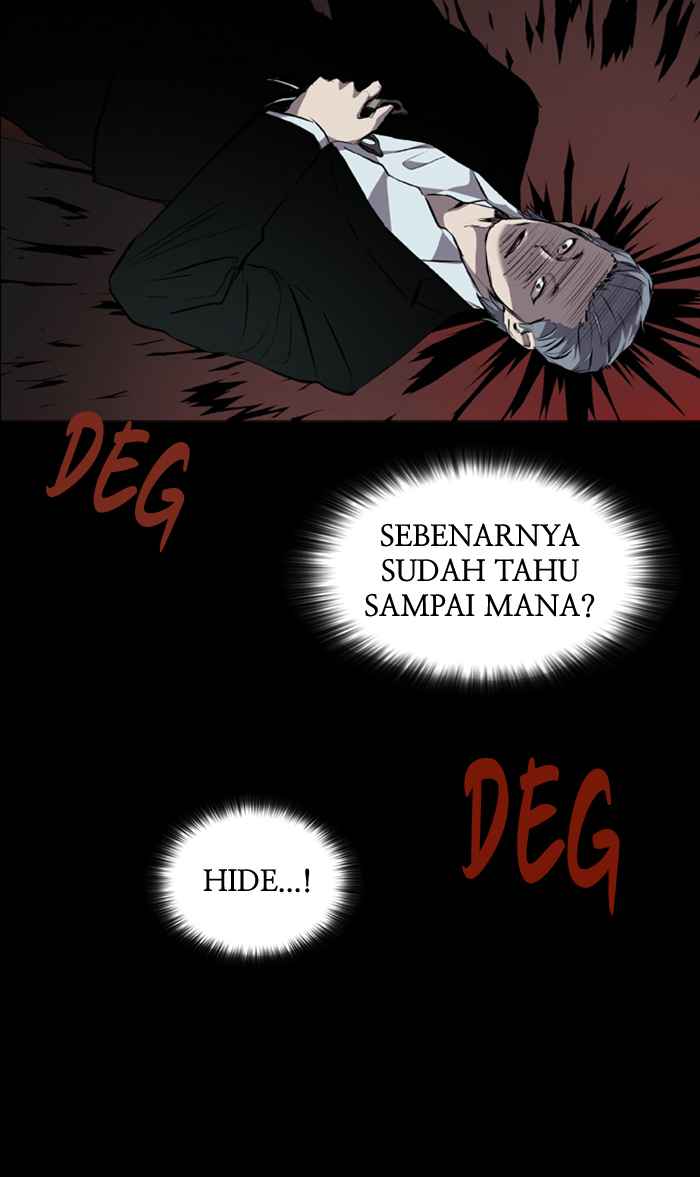 DEG
SEBENARNYA
SUDAH TAHU
SAMPAI MANA?
DEG
HIDE...!